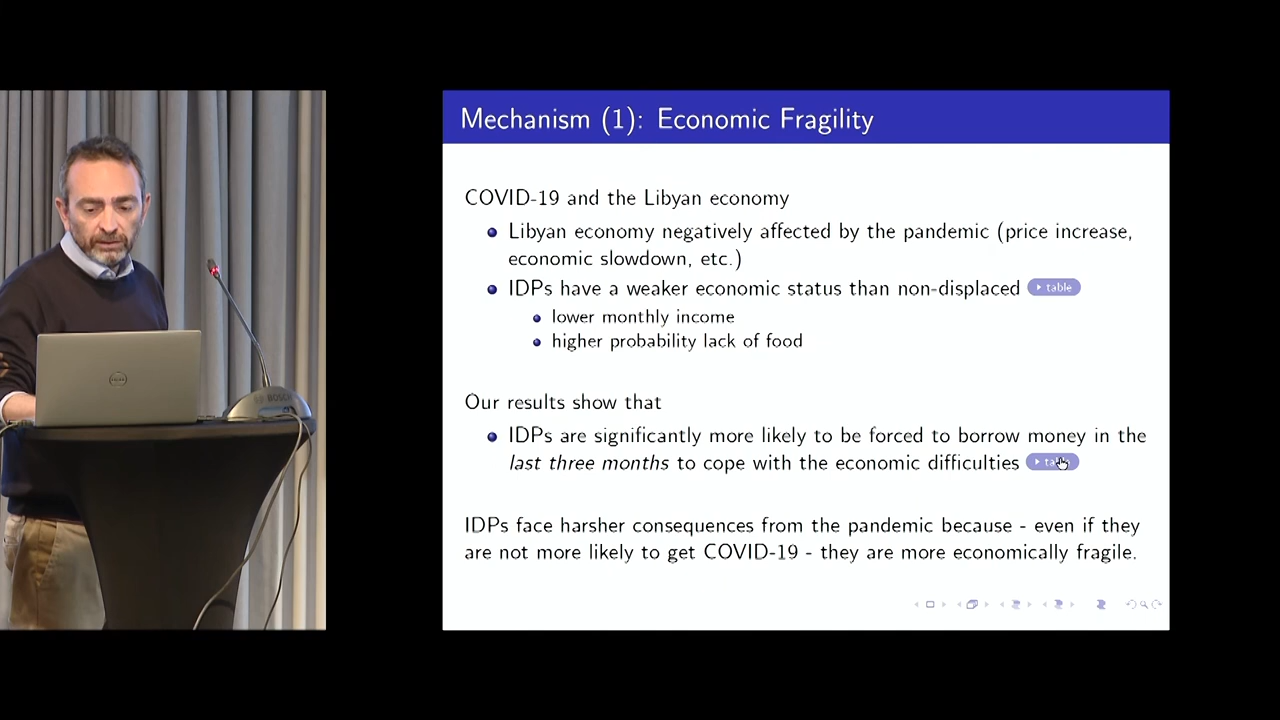 Mechanism (1): Economic Fragility
COVID-19 and the Libyan economy
Libyan economy negatively affected by the pandemic (price increase,
economic slowdown, etc.)
IDPs have a weaker economic status than non-displaced table
lower monthly income
higher probability lack of food
Our results show that
IDPs are significantly more likely to be forced to borrow money in the
last three months to cope with the economic difficulties
IDPs face harsher consequences from the pandemic because - even if they
are not more likely to get COVID-19 - they are more economically fragile.
BOSCH